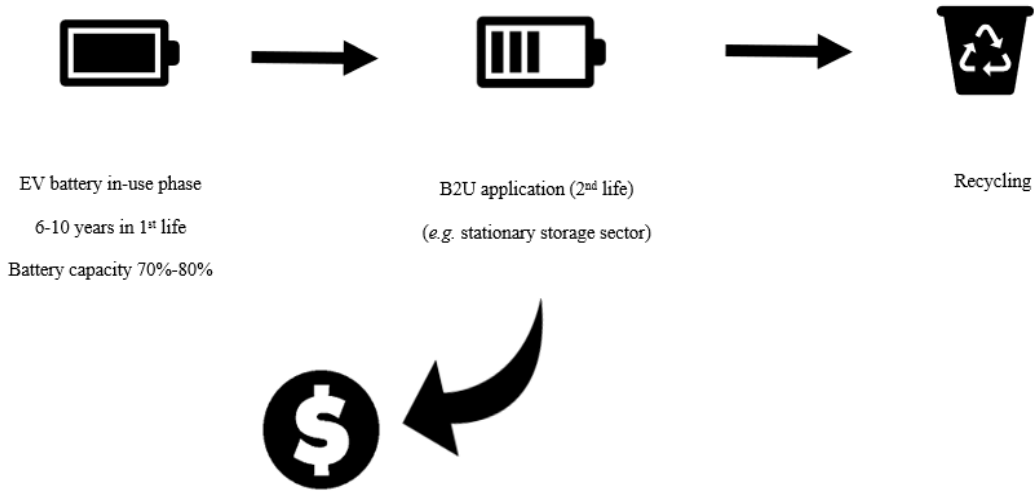 EV battery in-use phase
6-10 years in 1st life
Battery capacity 70%-80%
B2U application (2nd life)
(e.g. stationary storage sector)
Recycling
$